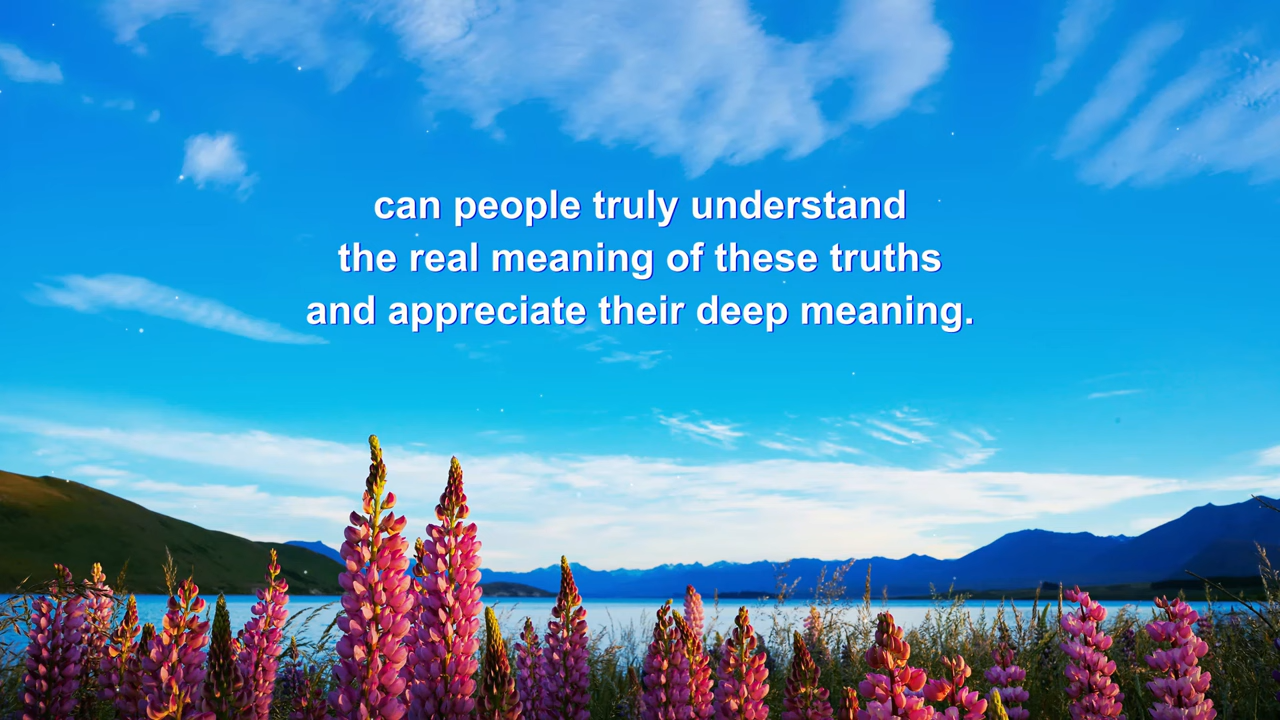 can people truly understand
the real meaning of these truths
and appreciate their deep meaning.